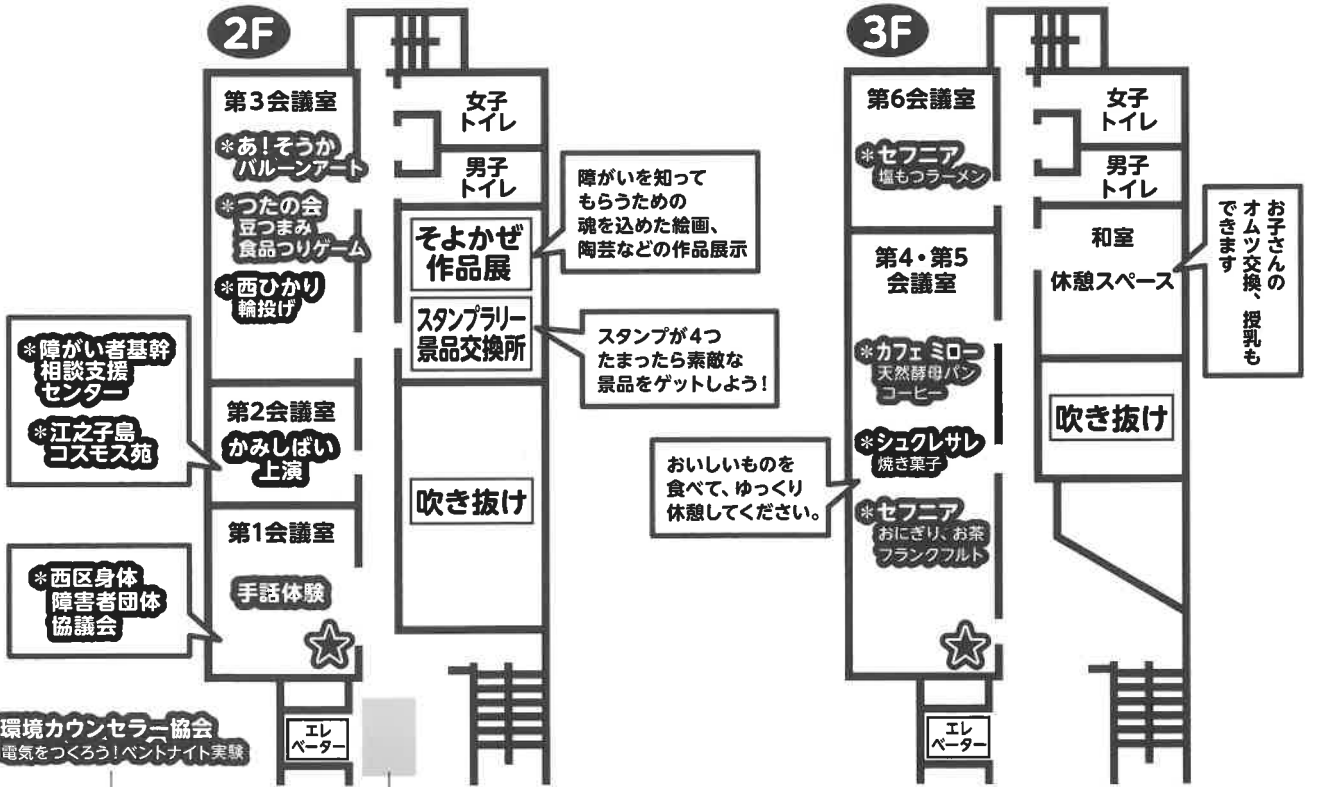 2F
第3会議室
*あ!そうか
バルーンアート
*つたの会
豆つまみ
食品つりゲーム
*西ひかり
輪投げ
女子
トイレ
男子
トイレ
そよかぜ
作品展
障がいを知って
もらうための
魂を込めた絵画、
陶芸などの作品展示
スタンプラリー
景品交換所
スタンプが4つ
たまったら素敵な
景品をゲットしよう!
*障がい者基幹
相談支援
センター
*江之子島
コスモス苑
第2会議室
かみしばい
上演
吹き抜け
第1会議室
手話体験
*西区身体
障害者団体
協議会
エレ
ベーター
環境カウンセラー協会
電気をつくろう!ベントナイト実験
3F
第6会議室
*セフニア
塩もつラーメン
女子
トイレ
男子
トイレ
和室
休憩スペース
お子さんの
オムツ交換、授乳も
できます
第4・第5
会議室
*カフェ ミロー
天然酵母パン
コーヒー
*シュクレサレ
焼き菓子
*セフニア
おにぎり、お茶
フランクフルト
おいしいものを
食べて、ゆっくり
休憩してください。
吹き抜け
エレ
ベーター